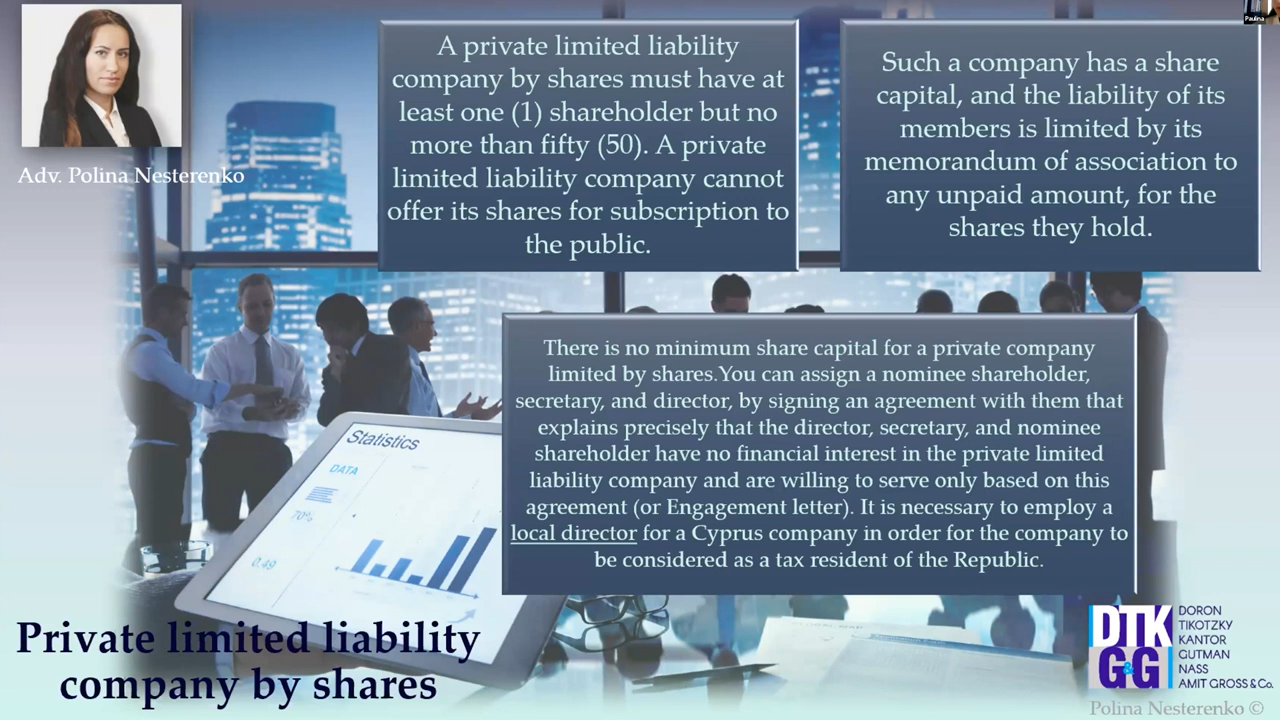 Paulina
Adv. Polina Nesterenko
A private limited liability
company by shares must have at
least one (1) shareholder but no
more than fifty (50). A private
limited liability company cannot
offer its shares for subscription to
the public.
Such a company has a share
capital, and the liability of its
members is limited by its
memorandum of association to
any unpaid amount, for the
shares they hold.
There is no minimum share capital for a private company
limited by shares.You can assign a nominee shareholder,
secretary, and director, by signing an agreement with them that
explains precisely that the director, secretary, and nominee
shareholder have no financial interest in the private limited
liability company and are willing to serve only based on this
agreement (or Engagement letter). It is necessary to employ a
local director for a Cyprus company in order for the company to
be considered as a tax resident of the Republic.
Statistics
DATA
70%
0.49
Private limited liability
company by shares
DTK
G&G
DORON
TIKOTZKY
KANTOR
GUTMAN
NASS
AMIT GROSS & Co.
Polina Nesterenko ©